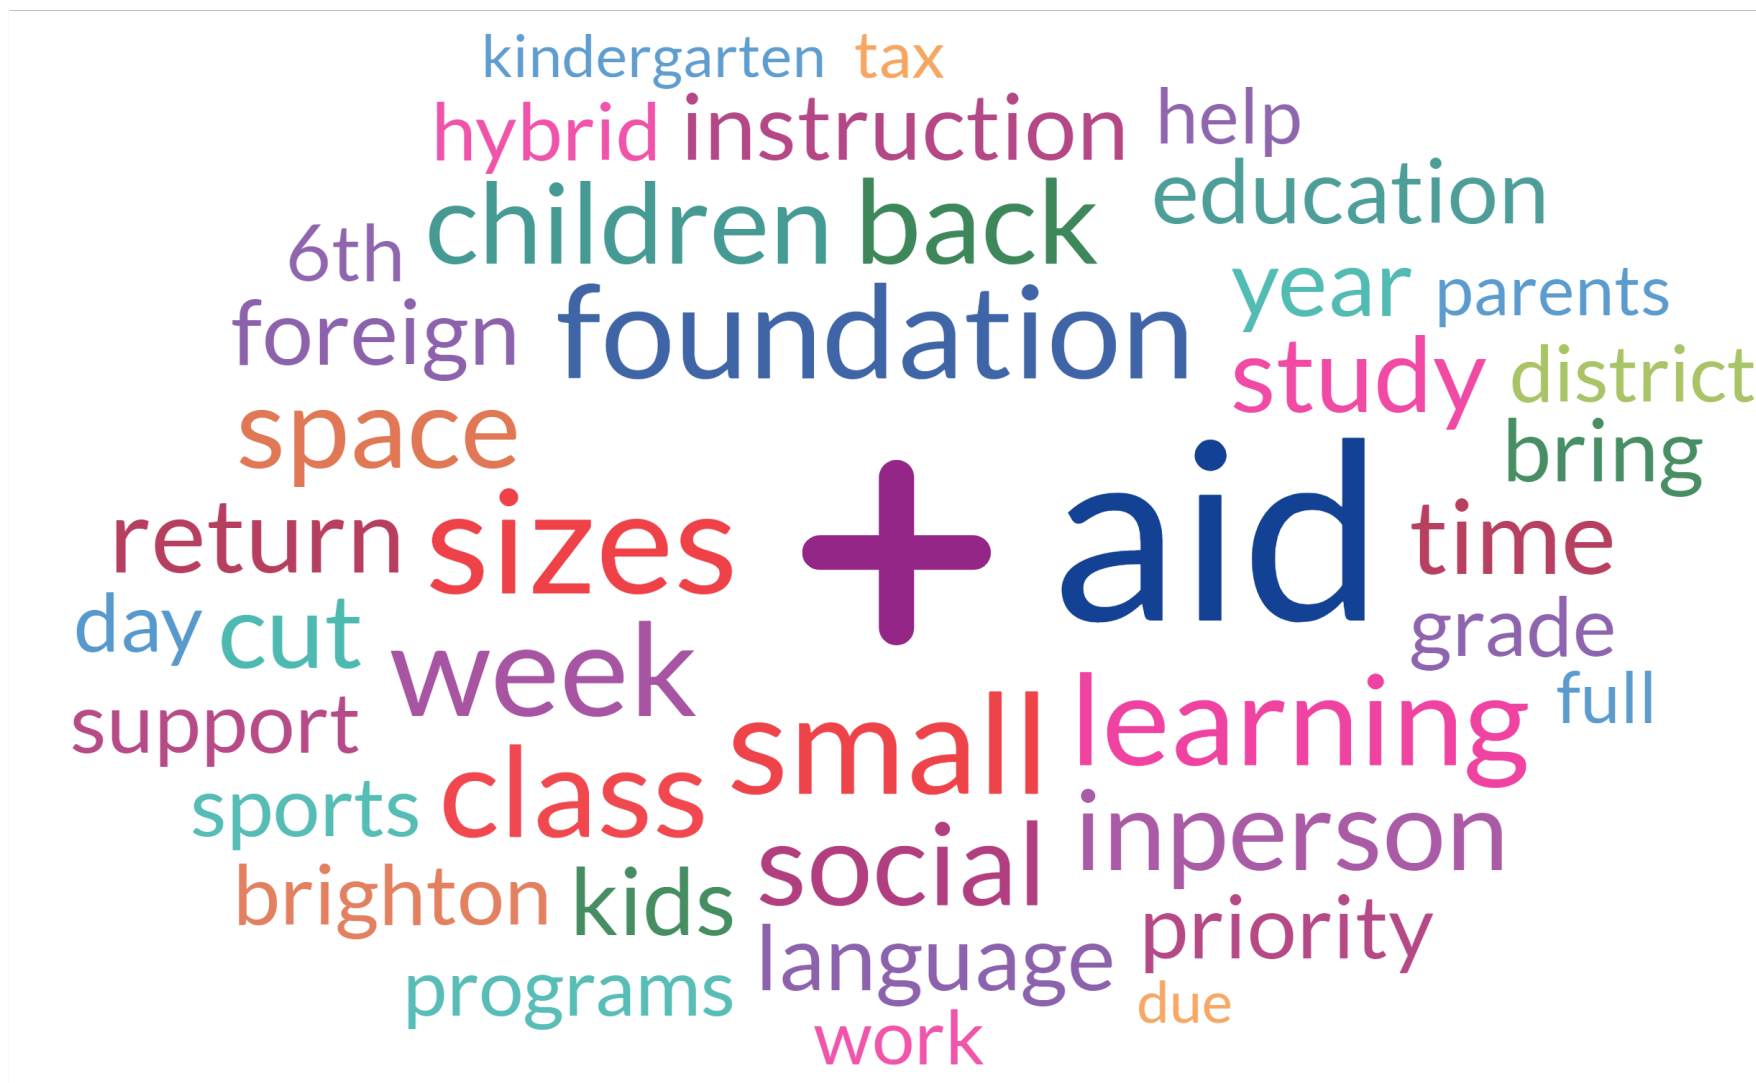 kindergarten tax
hybrid instruction help
children back education
6th year parents
foreign foundation study district
space bring
return sizes + aid time
day cut week grade
support small learning full
sports class inperson
brighton kids social priority
programs language due
work